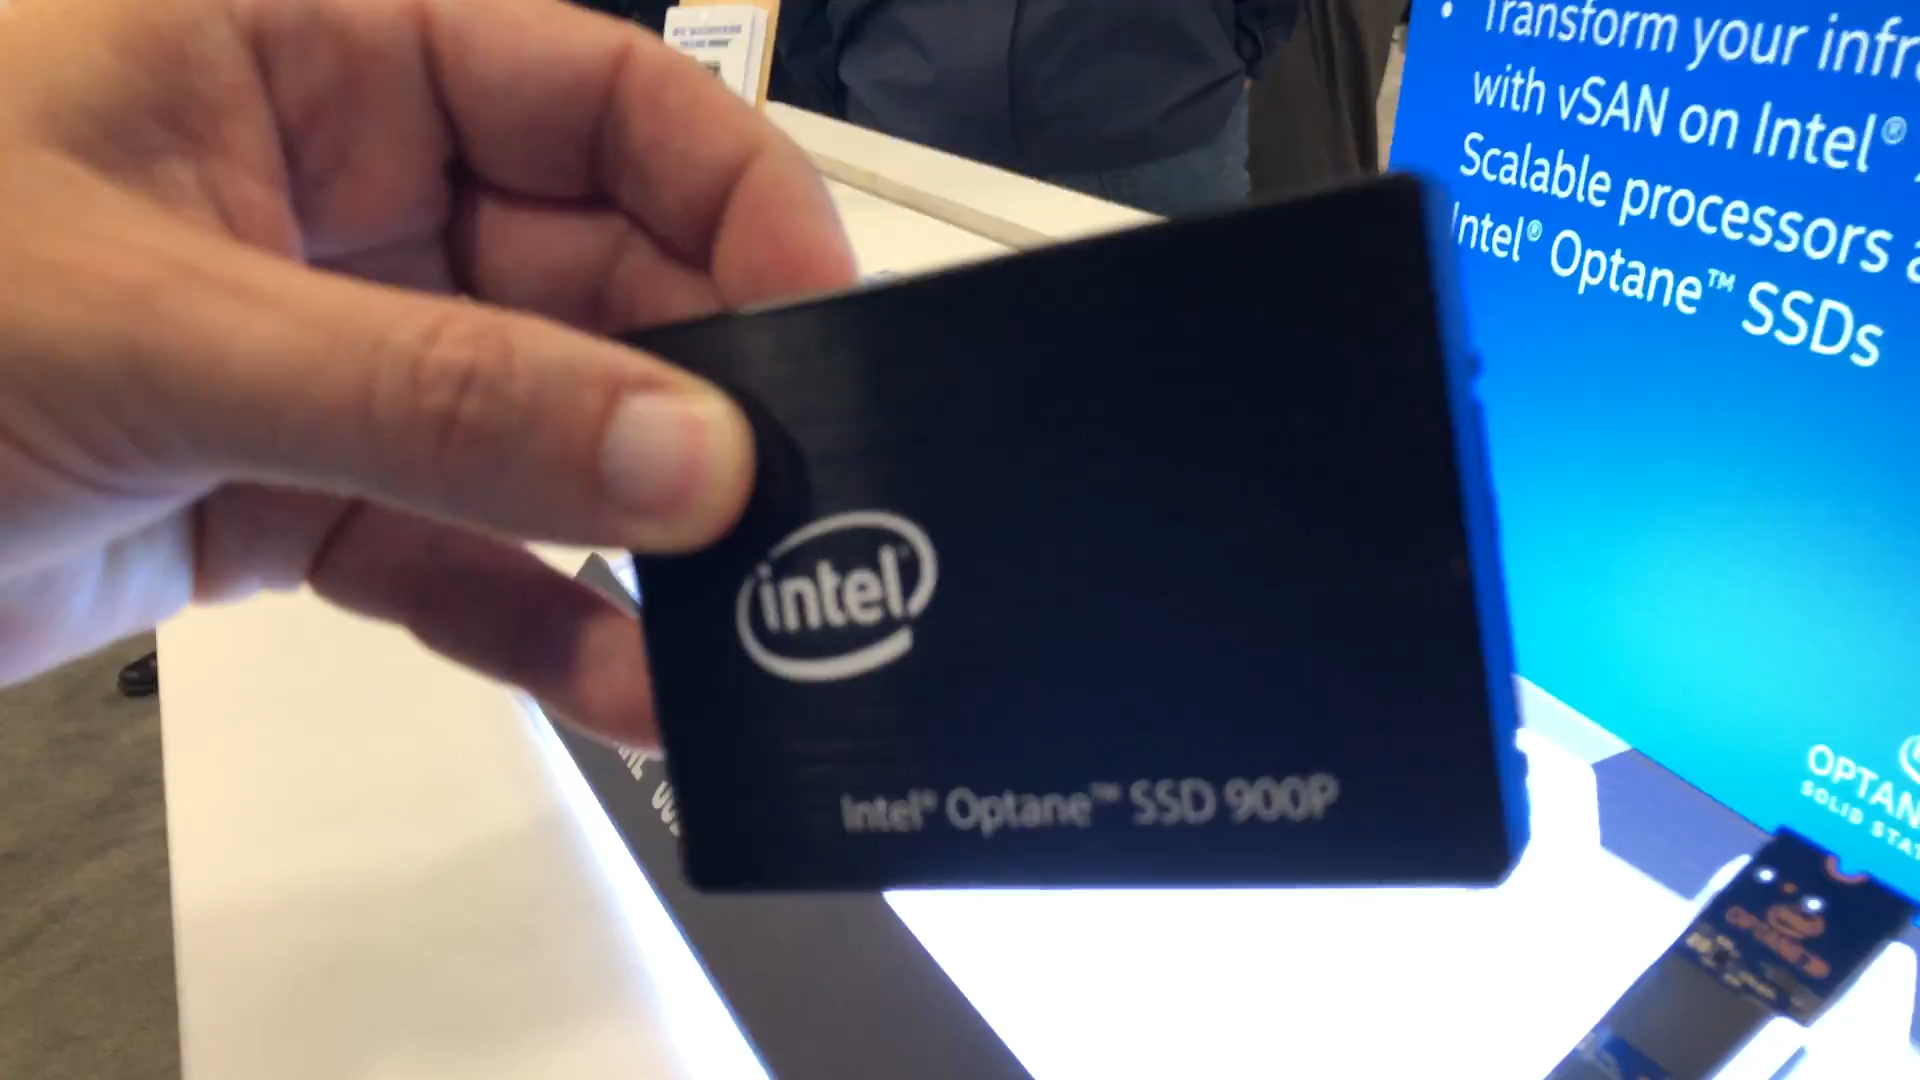 Transform your infr
with vSAN on Intel®
Scalable processors a
Intel® Optane™ SSDs
intel
Intel® Optane™ SSD 900P
OPTAN
SOLID STAT